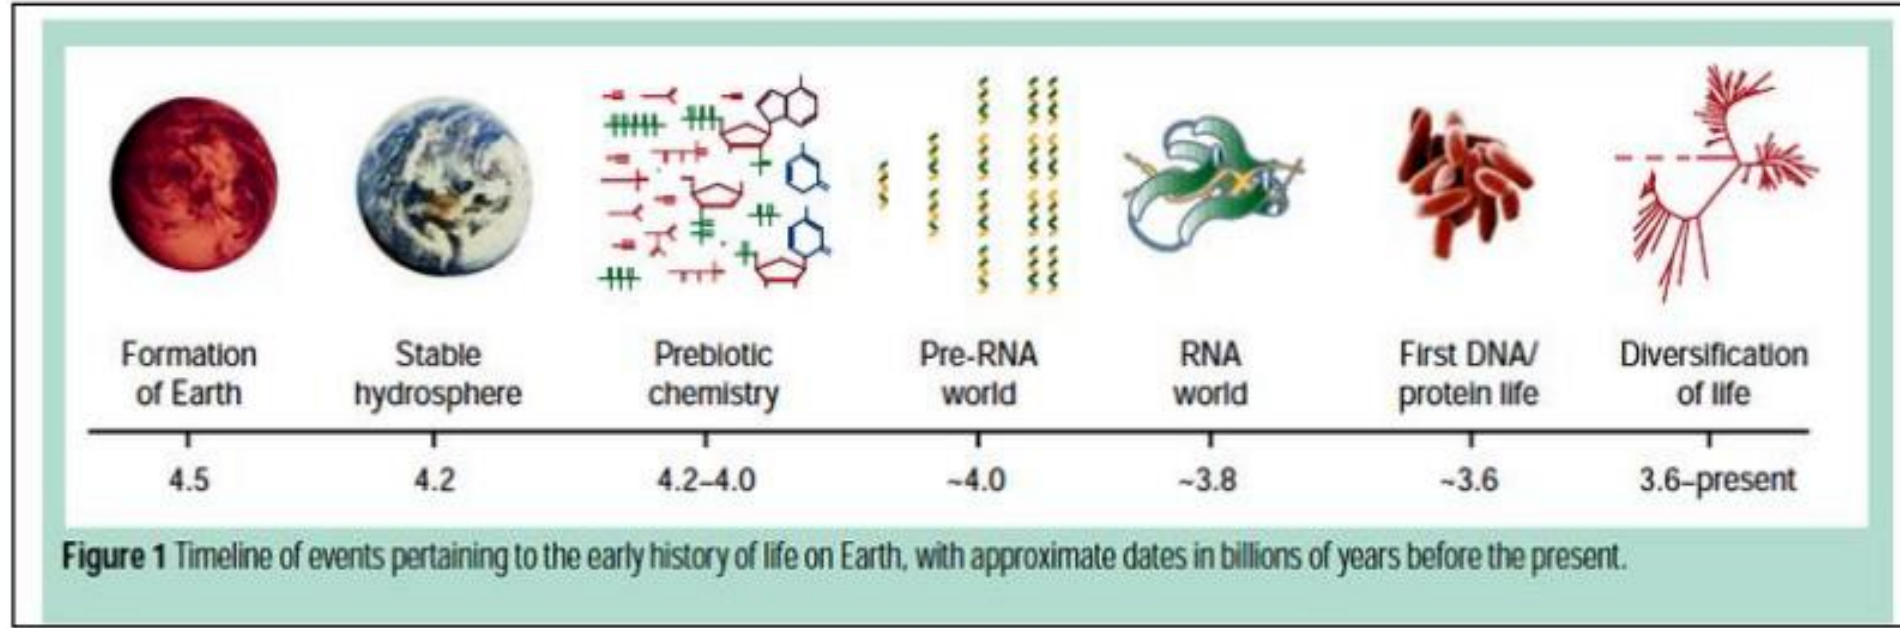 Formation of Earth
Stable hydrosphere
Prebiotic chemistry
Pre-RNA world
RNA world
First DNA/ protein life
Diversification of life
4.5
4.2
4.2–4.0
~4.0
~3.8
~3.6
3.6–present
Figure 1 Timeline of events pertaining to the early history of life on Earth, with approximate dates in billions of years before the present.